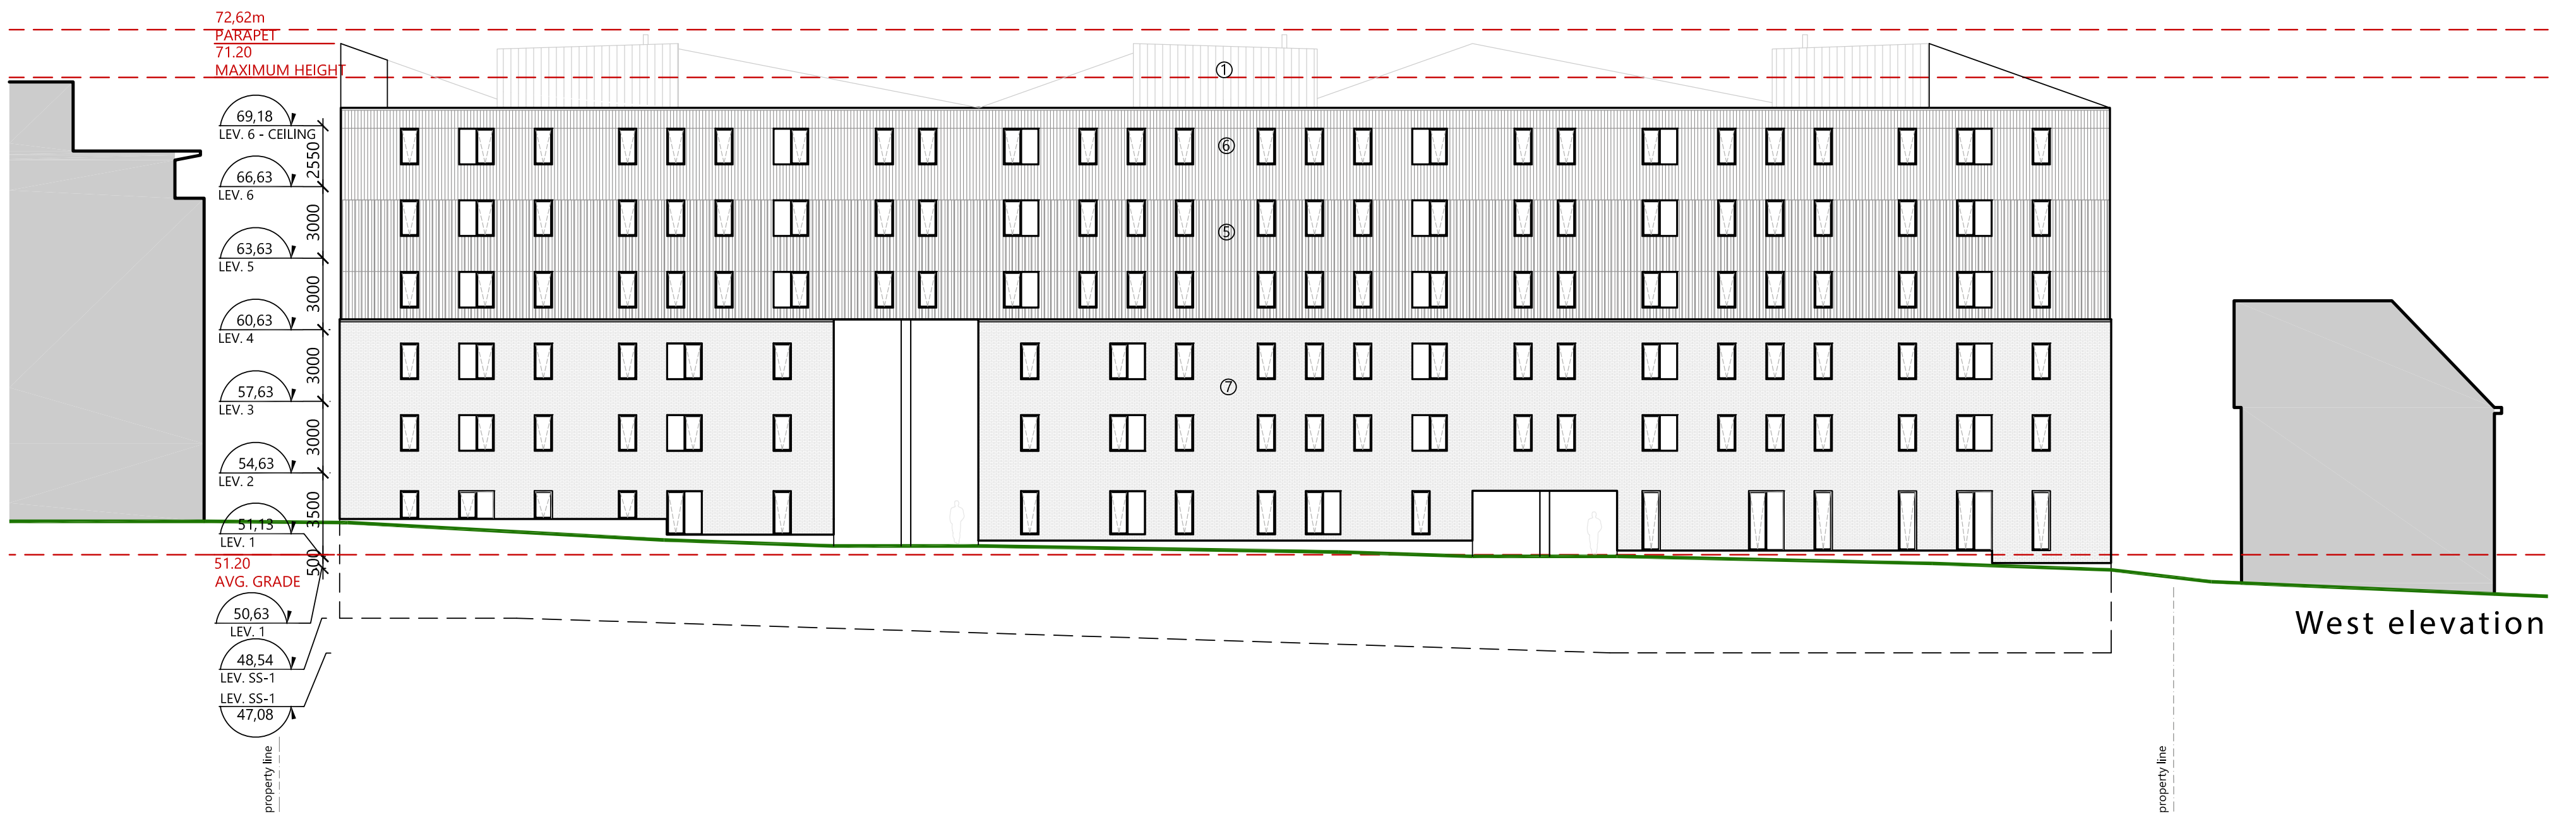 72,62m
PARAPET
71.20
MAXIMUM HEIGHT
①
69,18
LEV. 6 - CEILING
2550
⑥
66,63
LEV. 6
3000
⑤
63,63
LEV. 5
3000
60,63
LEV. 4
3000
⑦
57,63
LEV. 3
3000
54,63
LEV. 2
3500
51,13
LEV. 1
500
51.20
AVG. GRADE
50,63
LEV. 1
West elevation
48,54
LEV. SS-1
LEV. SS-1
47,08
property line
property line